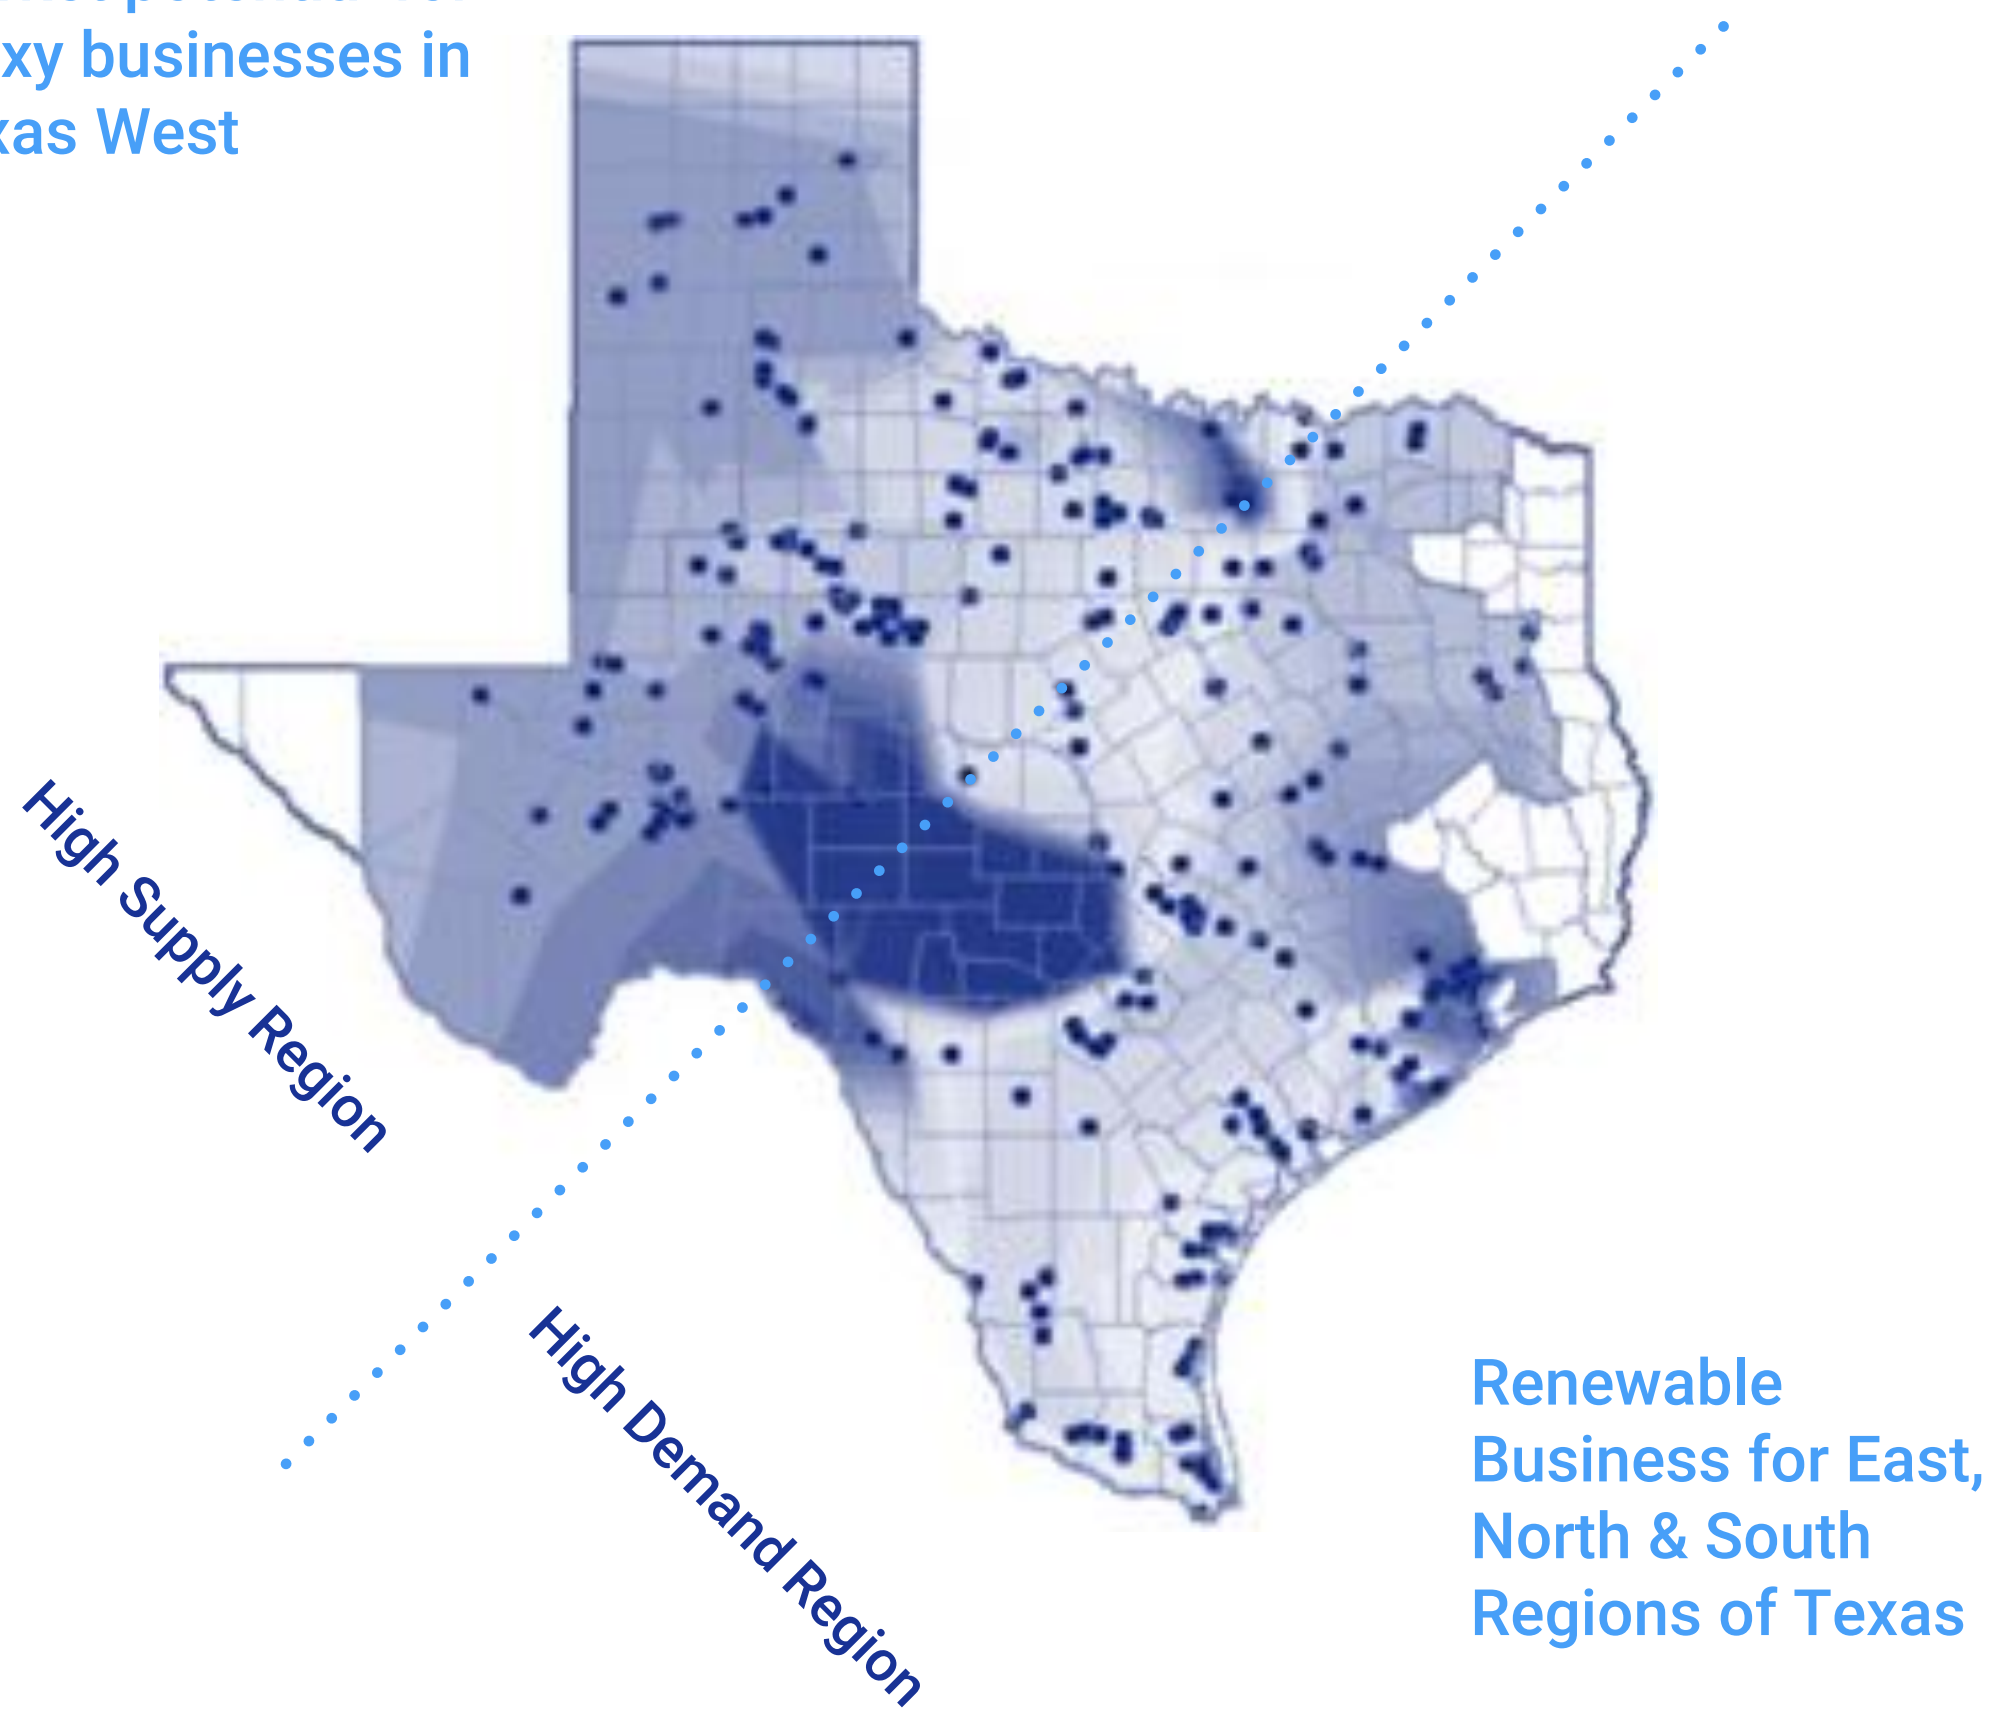 xy businesses in
xas West
High Supply Region
High Demand Region
Renewable
Business for East,
North & South
Regions of Texas